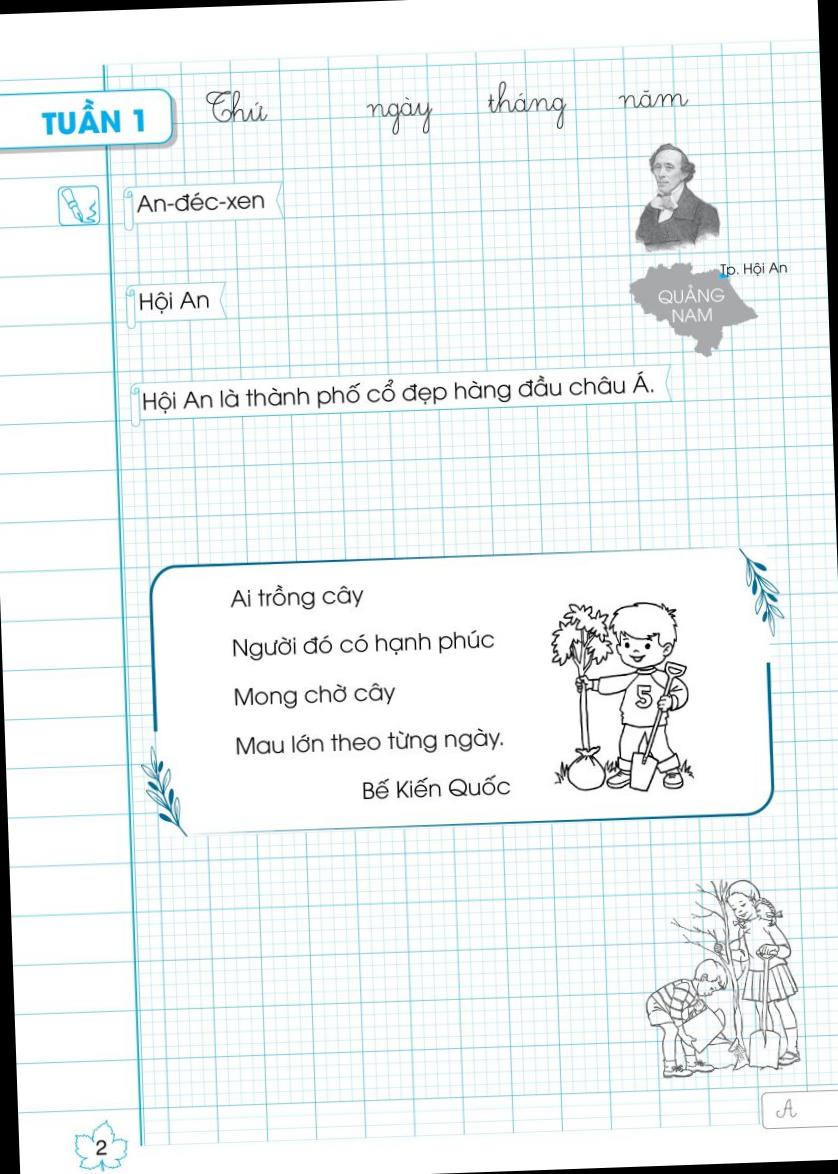 TUẦN 1
Thứ ngày tháng năm
An-đéc-xen
Tp. Hội An
Hội An
QUẢNG
NAM
Hội An là thành phố cổ đẹp hàng đầu châu Á.
Ai trồng cây
Người đó có hạnh phúc
Mong chờ cây
Mau lớn theo từng ngày.
Bế Kiến Quốc
5
A
2